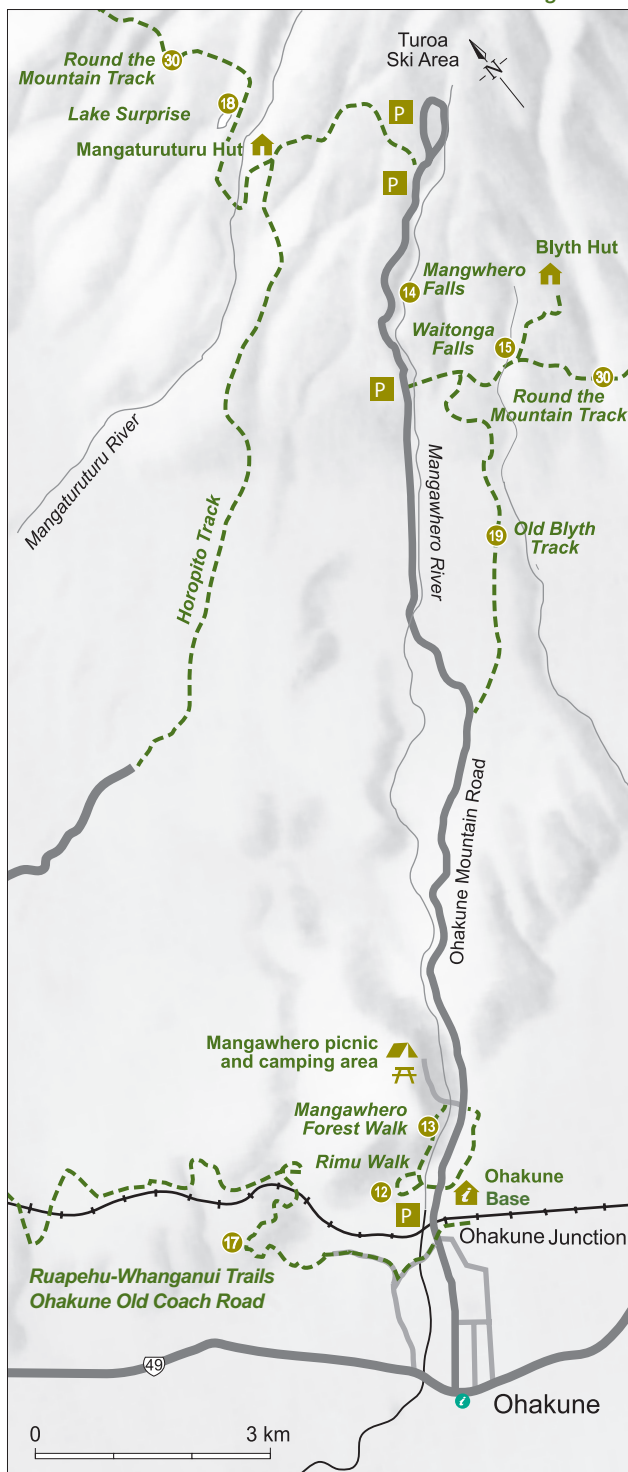 Turoa
Ski Area
N
Round the
Mountain Track
30
18
Lake Surprise
Mangaturuturu Hut
P
P
Blyth Hut
14
Mangwhero
Falls
Waitonga
Falls
15
P
30
Round the
Mountain Track
Mangaturuturu River
Horopito Track
Mangawhero River
19
Old Blyth
Track
Ohakune Mountain Road
Mangawhero picnic
and camping area
Mangawhero
Forest Walk
13
Rimu Walk
12
P
i
Ohakune
Base
Ohakune Junction
17
Ruapehu-Whanganui Trails
Ohakune Old Coach Road
49
i
Ohakune
0
3 km